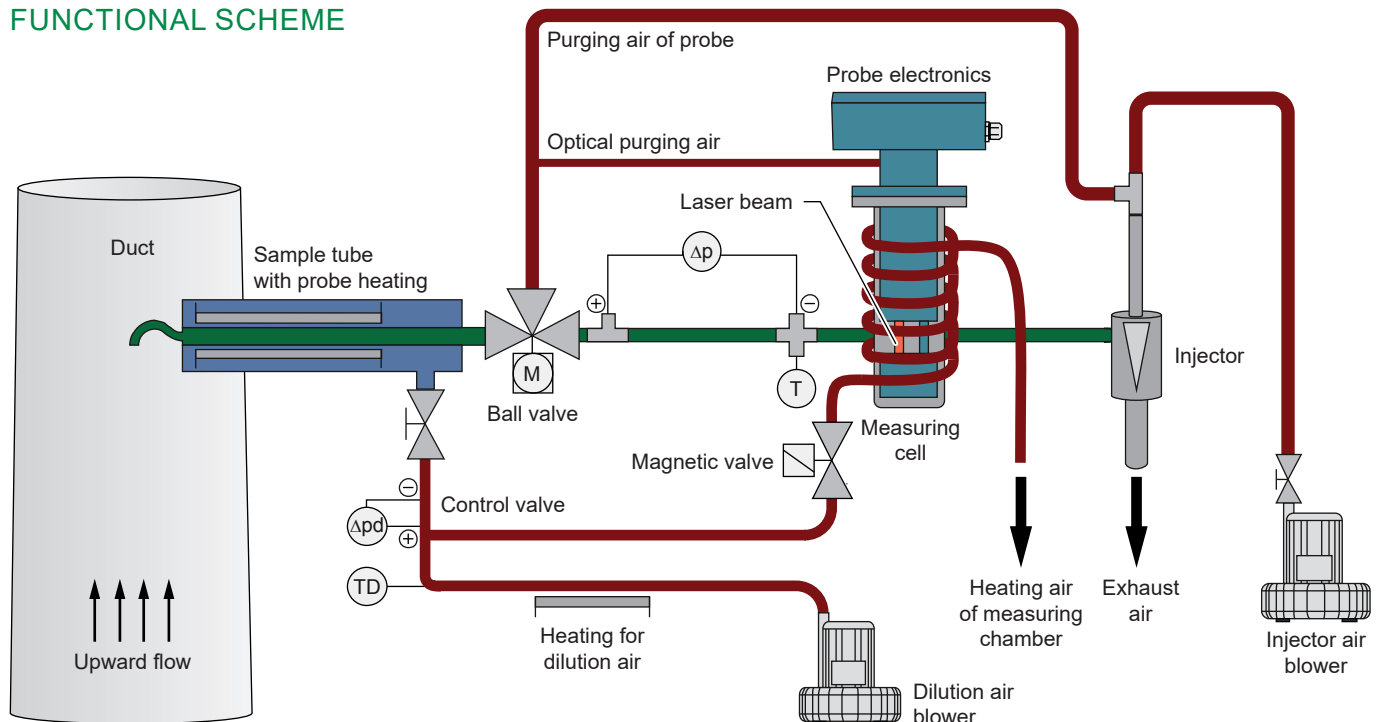 FUNCTIONAL SCHEME
Purging air of probe
Probe electronics
Optical purging air
Laser beam
Duct
Sample tube
with probe heating
Δp
+
−
M
Ball valve
T
Injector
Measuring
cell
Magnetic valve
−
Control valve
Δpd
+
TD
Heating for
dilution air
Heating air
of measuring
chamber
Exhaust
air
Upward flow
Injector air
blower
Dilution air
blower